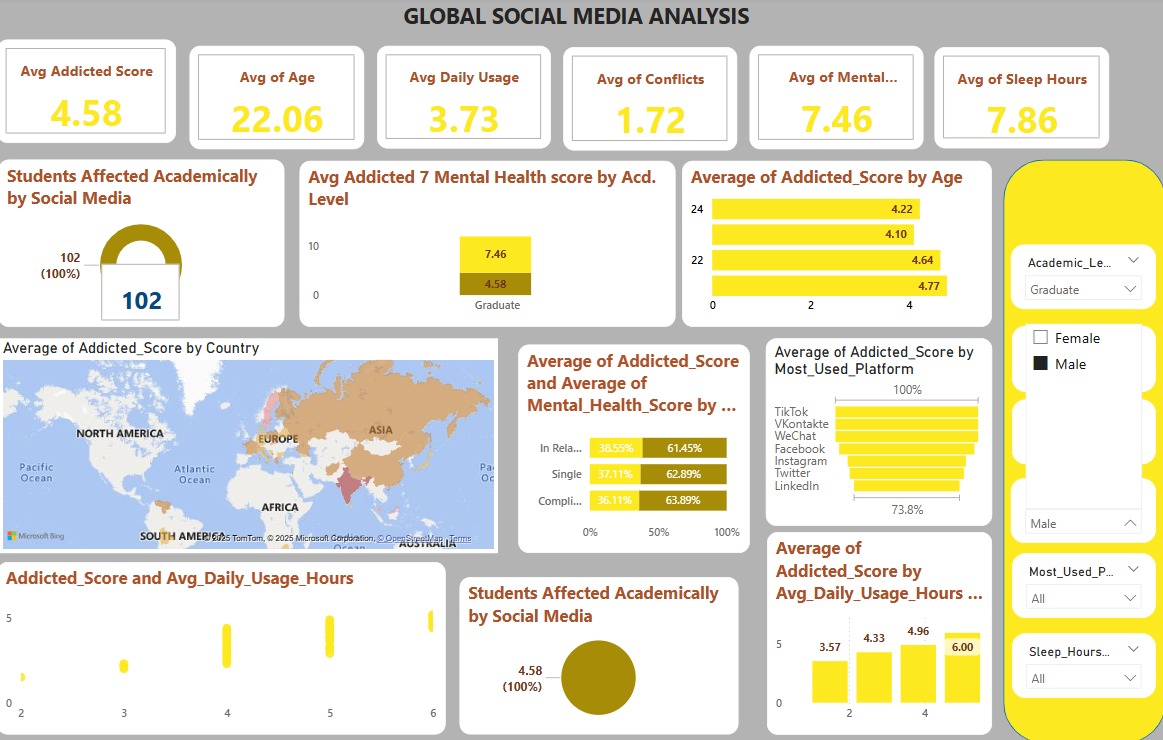 GLOBAL SOCIAL MEDIA ANALYSIS
Avg Addicted Score
4.58
Avg of Age
22.06
Avg Daily Usage
3.73
Avg of Conflicts
1.72
Avg of Mental...
7.46
Avg of Sleep Hours
7.86
Students Affected Academically
by Social Media
102
(100%)
102
Avg Addicted 7 Mental Health score by Acd.
Level
10
0
7.46
4.58
Graduate
Average of Addicted_Score by Age
24
22
4.22
4.10
4.64
4.77
0 2 4
Academic_Le...
Graduate
Female
Male
Male
Most_Used_P...
All
Sleep_Hours...
All
Average of Addicted_Score by Country
NORTH AMERICA
EUROPE
ASIA
Pacific
Ocean
Atlantic
Ocean
AFRICA
SOUTH AMERICA
AUSTRALIA
Microsoft Bing
2025 TomTom, © 2025 Microsoft Corporation, © OpenStreetMap Terms
Average of Addicted_Score
and Average of
Mental_Health_Score by ...
In Rela... 38.55% 61.45%
Single 37.11% 62.89%
Compli... 36.11% 63.89%
0% 50% 100%
Average of Addicted_Score by
Most_Used_Platform
100%
TikTok
VKontakte
WeChat
Facebook
Instagram
Twitter
LinkedIn
73.8%
Addicted_Score and Avg_Daily_Usage_Hours
5
0
2 3 4 5 6
Students Affected Academically
by Social Media
4.58
(100%)
Average of
Addicted_Score by
Avg_Daily_Usage_Hours ...
5
0
3.57 4.33 4.96 6.00
2 4